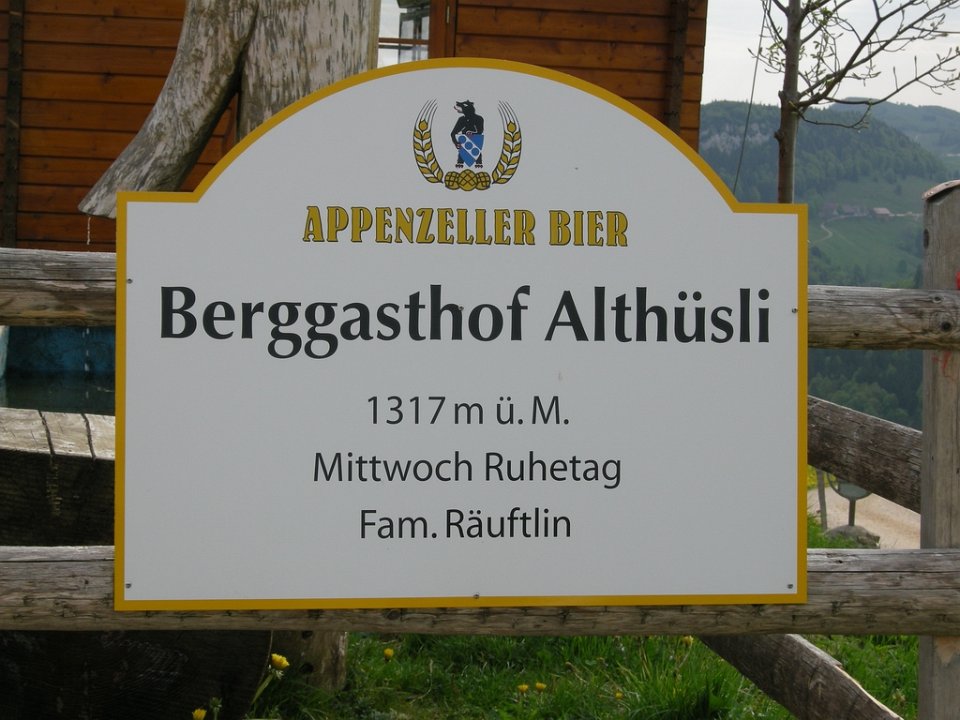 APPENZELLER BIER
Berggasthof Althüsli
1317 m ü. M.
Mittwoch Ruhetag
Fam. Räuftlin